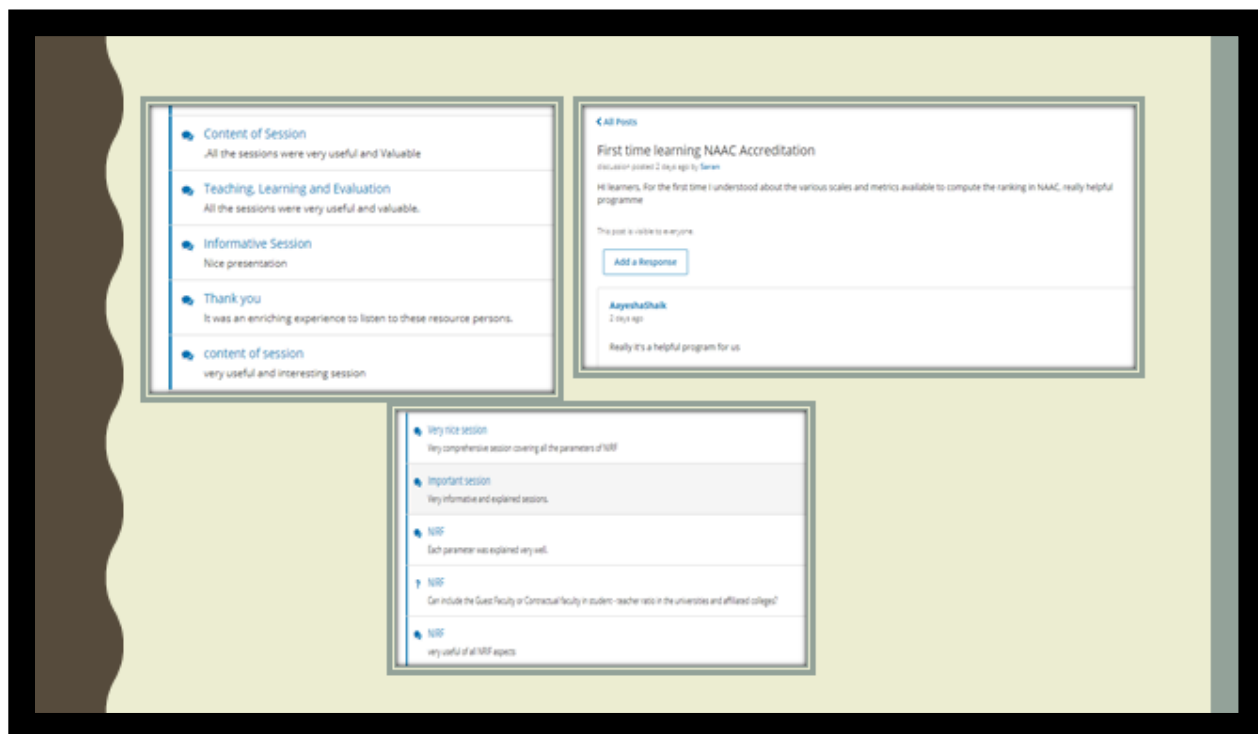 Content of Session
.All the sessions were very useful and Valuable
Teaching, Learning and Evaluation
All the sessions were very useful and valuable.
Informative Session
Nice presentation
Thank you
It was an enriching experience to listen to these resource persons.
content of session
very useful and interesting session
All Posts
First time learning NAAC Accreditation
discussion posted 2 days ago by Saran
Hi learners, For the first time I understood about the various scales and metrics available to compute the ranking in NAAC, really helpful
programme
This post is visible to everyone.
Add a Response
AayeshaShaik
2 days ago
Really it's a helpful program for us
Very nice session
Very comprehensive session covering all the parameters of NIRF
Important session
Very informative and explained sessions.
NIRF
Each parameter was explained very well.
? NIRF
Can include the Guest Faculty or Contractual faculty in student -teacher ratio in the universities and affiliated colleges?
NIRF
very useful of all NIRF aspects